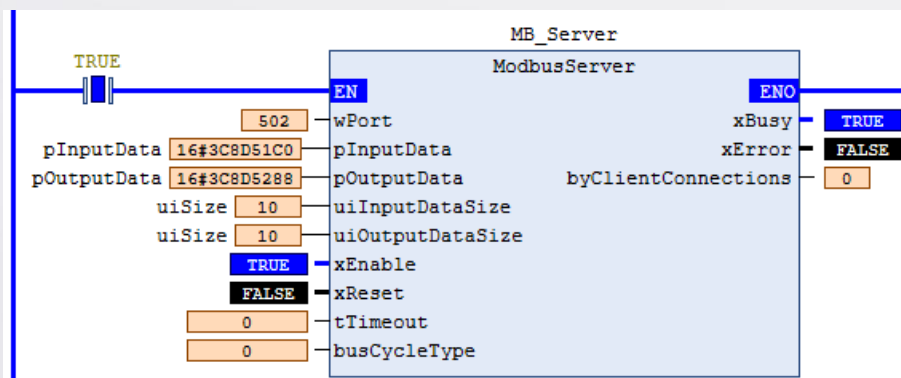 MB_Server
TRUE
ModbusServer
EN ENO
502 wPort xBusy TRUE
pInputData 16#3C8D51C0 pInputData xError FALSE
pOutputData 16#3C8D5288 pOutputData byClientConnections 0
uiSize 10 uiInputDataSize
uiSize 10 uiOutputDataSize
TRUE xEnable
FALSE xReset
0 tTimeout
0 busCycleType